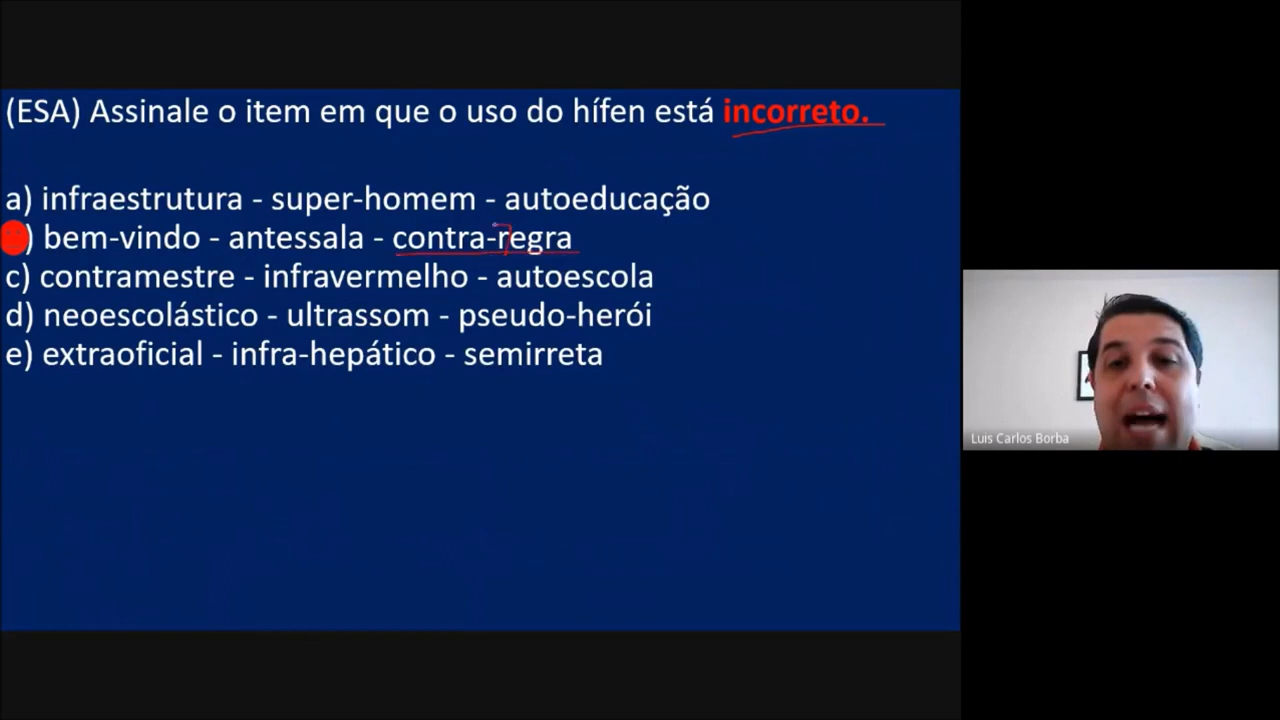 (ESA) Assinale o item em que o uso do hífen está incorreto.
a) infraestrutura - super-homem - autoeducação
) bem-vindo - antessala - contra-regra
c) contramestre - infravermelho - autoescola
d) neoescolástico - ultrassom - pseudo-herói
e) extraoficial - infra-hepático - semirreta
Luis Carlos Borba